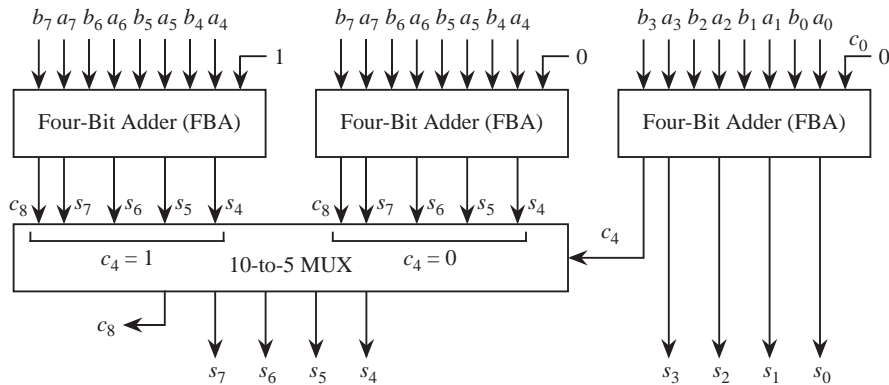 b7 a7 b6 a6 b5 a5 b4 a4
b7 a7 b6 a6 b5 a5 b4 a4
b3 a3 b2 a2 b1 a1 b0 a0
1
0
c0
0
Four-Bit Adder (FBA)
Four-Bit Adder (FBA)
Four-Bit Adder (FBA)
c8 s7 s6 s5 s4
c8 s7 s6 s5 s4
c4
c4 = 1
10-to-5 MUX
c4 = 0
c8
s7 s6 s5 s4
s3 s2 s1 s0